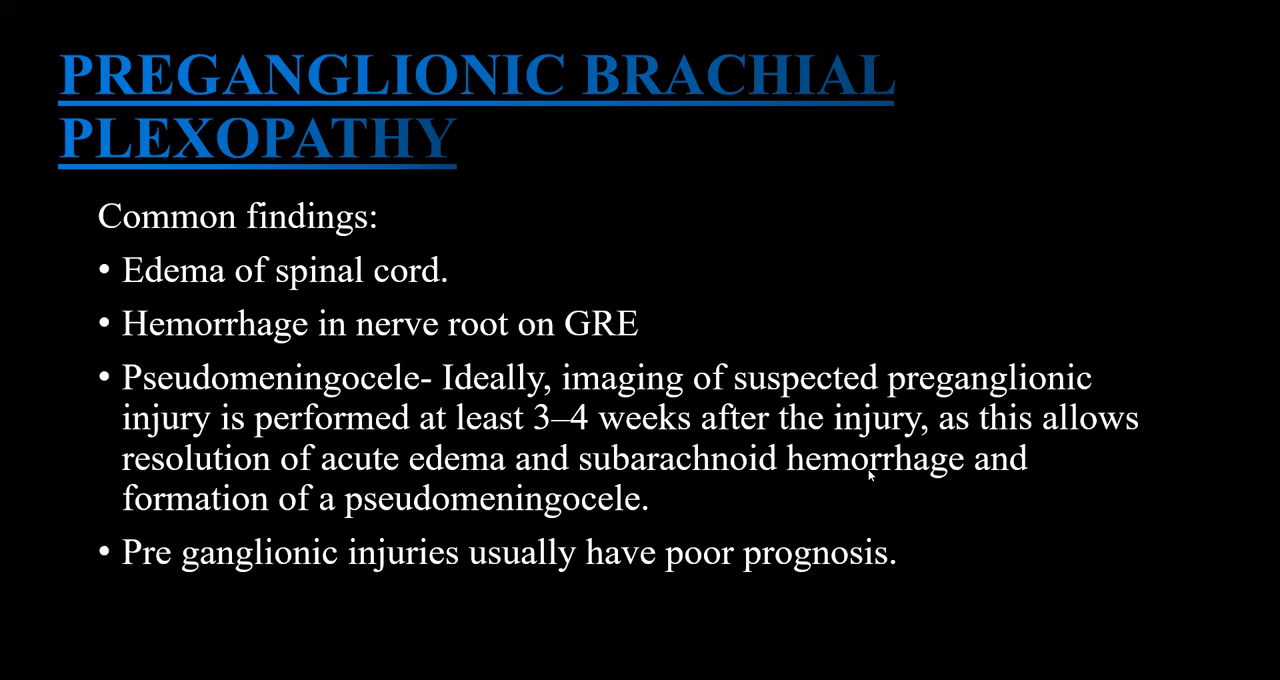 PREGANGLIONIC BRACHIAL
PLEXOPATHY
Common findings:
• Edema of spinal cord.
• Hemorrhage in nerve root on GRE
• Pseudomeningocele- Ideally, imaging of suspected preganglionic
injury is performed at least 3–4 weeks after the injury, as this allows
resolution of acute edema and subarachnoid hemorrhage and
formation of a pseudomeningocele.
• Pre ganglionic injuries usually have poor prognosis.